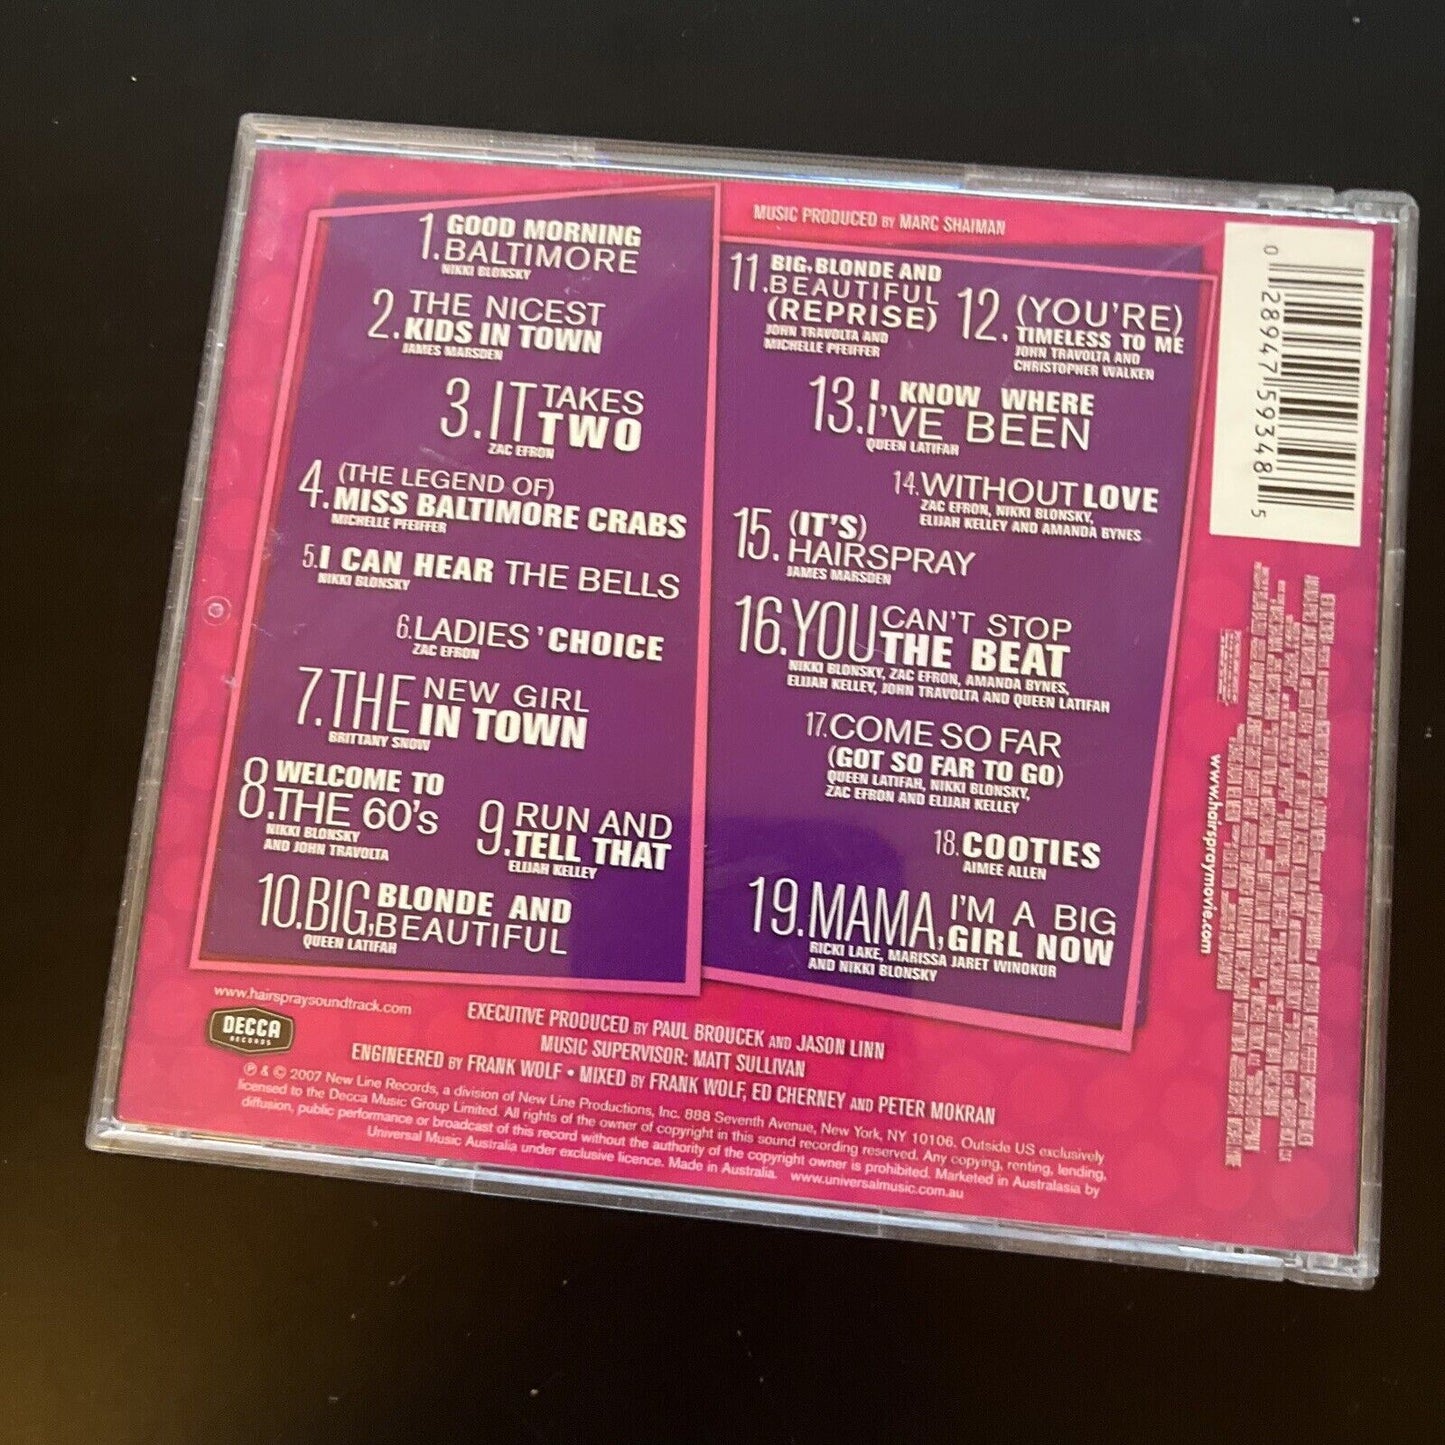 MUSIC PRODUCED BY MARC SHAIMAN
1. GOOD MORNING
BALTIMORE
NIKKI BLONSKY
2. THE NICEST
KIDS IN TOWN
JAMES MARSDEN
3. IT TAKES
TWO
ZAC EFRON
4. (THE LEGEND OF)
MISS BALTIMORE CRABS
MICHELLE PFEIFFER
5. I CAN HEAR THE BELLS
NIKKI BLONSKY
6. LADIES' CHOICE
ZAC EFRON
7. THE NEW GIRL
IN TOWN
BRITTANY SNOW
8. WELCOME TO
THE 60's
NIKKI BLONSKY
AND JOHN TRAVOLTA
9. RUN AND
TELL THAT
ELIJAH KELLEY
10. BIG, BLONDE AND
BEAUTIFUL
QUEEN LATIFAH
11. BIG, BLONDE AND
BEAUTIFUL
(REPRISE)
JOHN TRAVOLTA AND
MICHELLE PFEIFFER
12. (YOU'RE)
TIMELESS TO ME
JOHN TRAVOLTA AND
CHRISTOPHER WALKEN
13. I KNOW WHERE
I'VE BEEN
QUEEN LATIFAH
14. WITHOUT LOVE
ZAC EFRON, NIKKI BLONSKY,
ELIJAH KELLEY AND AMANDA BYNES
15. (IT'S)
HAIRSPRAY
JAMES MARSDEN
16. YOU CAN'T STOP
THE BEAT
NIKKI BLONSKY, ZAC EFRON, AMANDA BYNES,
ELIJAH KELLEY, JOHN TRAVOLTA AND QUEEN LATIFAH
17. COME SO FAR
(GOT SO FAR TO GO)
QUEEN LATIFAH, NIKKI BLONSKY,
ZAC EFRON AND ELIJAH KELLEY
18. COOTIES
AIMEE ALLEN
19. MAMA, I'M A BIG
GIRL NOW
RICKI LAKE, MARISSA JARET WINOKUR
AND NIKKI BLONSKY
www.hairspraysoundtrack.com
DECCA
RECORDS
EXECUTIVE PRODUCED BY PAUL BROUCEK AND JASON LINN
MUSIC SUPERVISOR: MATT SULLIVAN
ENGINEERED BY FRANK WOLF • MIXED BY FRANK WOLF, ED CHERNEY AND PETER MOKRAN
℗ & © 2007 New Line Records, a division of New Line Productions, Inc. 888 Seventh Avenue, New York, NY 10106. Outside US exclusively
licensed to the Decca Music Group Limited. All rights of the owner of copyright in this sound recording reserved. Any copying, renting, lending,
diffusion, public performance or broadcast of this record without the authority of the copyright owner is prohibited. Marketed in Australasia by
Universal Music Australia under exclusive licence. Made in Australia. www.universalmusic.com.au
0 28947 59348 5
www.hairspraymovie.com